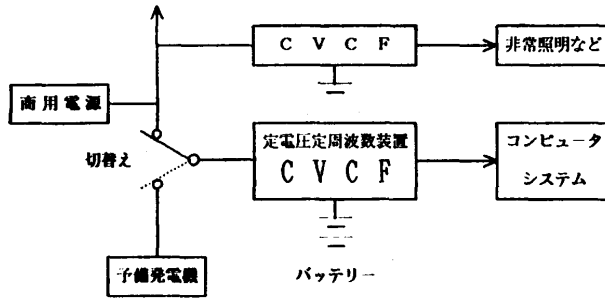 C V C F
非常照明など
商用電源
切替え
定電圧定周波数装置
C V C F
コンピュータ
システム
予備発電機
バッテリー